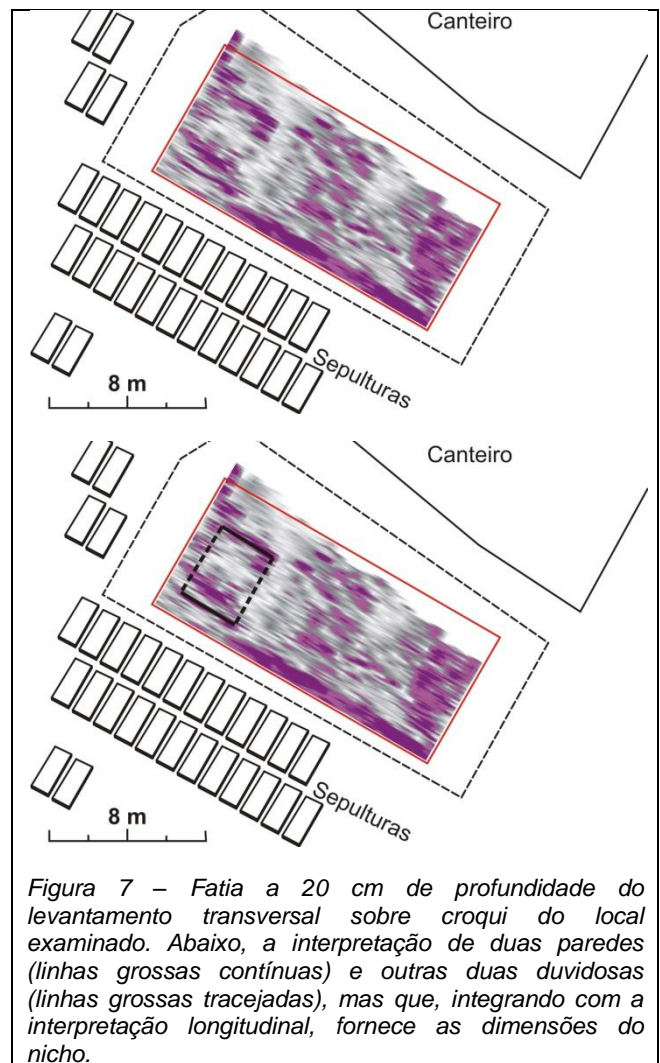 Canteiro
Sepulturas
8 m
Canteiro
Sepulturas
8 m
Figura 7 – Fatia a 20 cm de profundidade do
levantamento transversal sobre croqui do local
examinado. Abaixo, a interpretação de duas paredes
(linhas grossas contínuas) e outras duas duvidosas
(linhas grossas tracejadas), mas que, integrando com a
interpretação longitudinal, fornece as dimensões do
nicho.